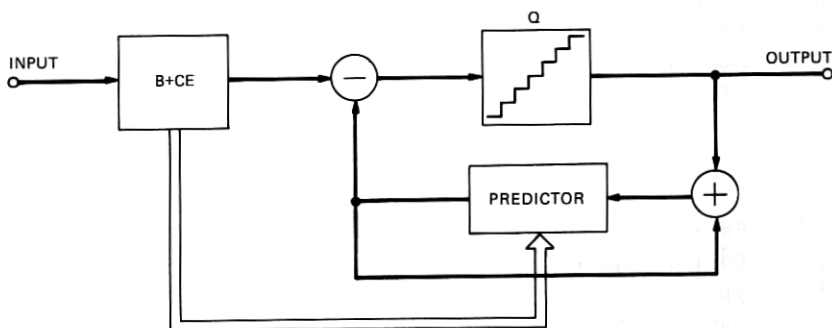 Q
INPUT
B+CE
−
OUTPUT
PREDICTOR
+